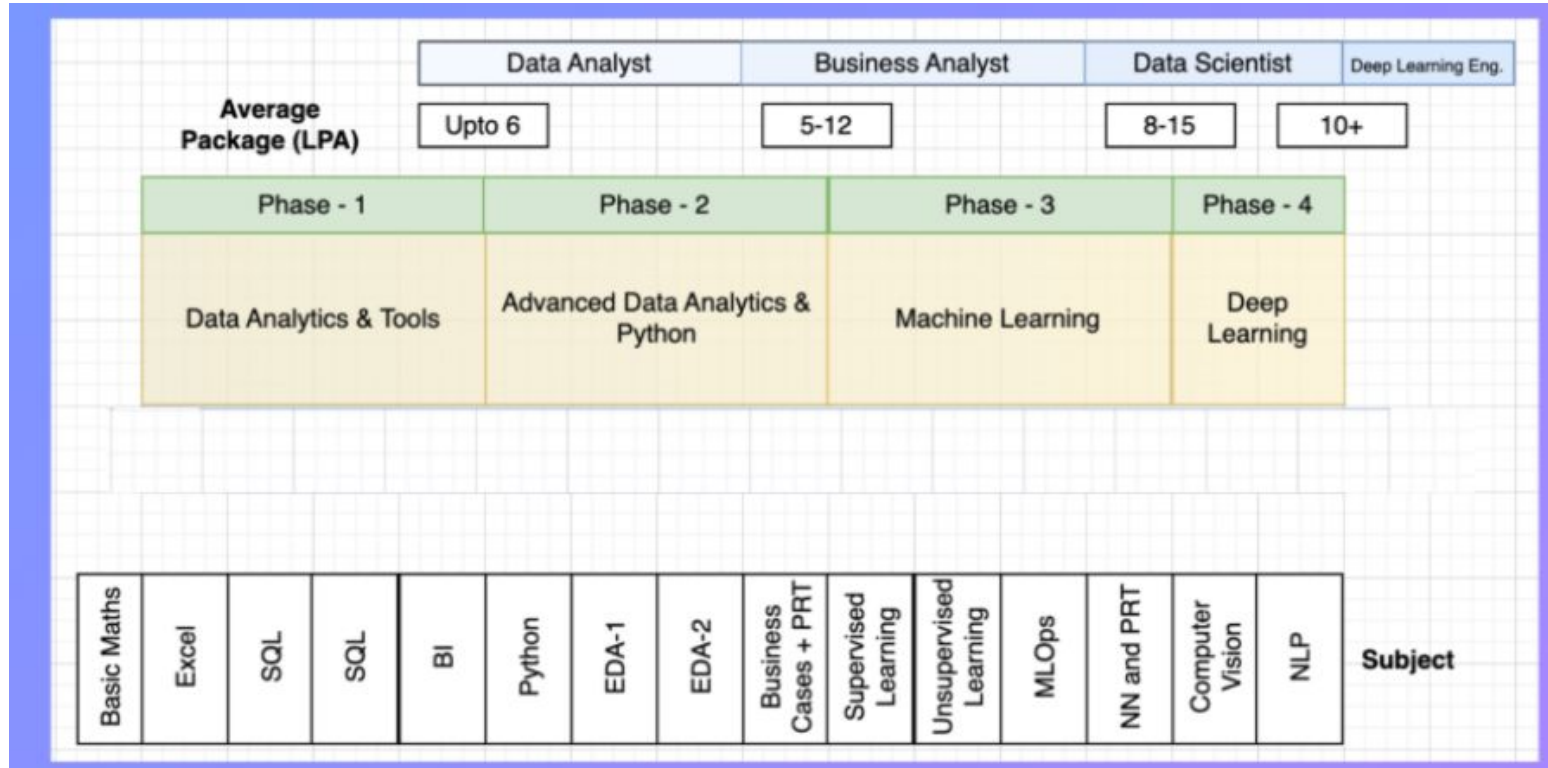 Data Analyst
Business Analyst
Data Scientist
Deep Learning Eng.
Average
Package (LPA)
Upto 6
5-12
8-15
10+
Phase - 1
Phase - 2
Phase - 3
Phase - 4
Data Analytics & Tools
Advanced Data Analytics &
Python
Machine Learning
Deep
Learning
Basic Maths
Excel
SQL
SQL
BI
Python
EDA-1
EDA-2
Business
Cases + PRT
Supervised
Learning
Unsupervised
Learning
MLOps
NN and PRT
Computer
Vision
NLP
Subject